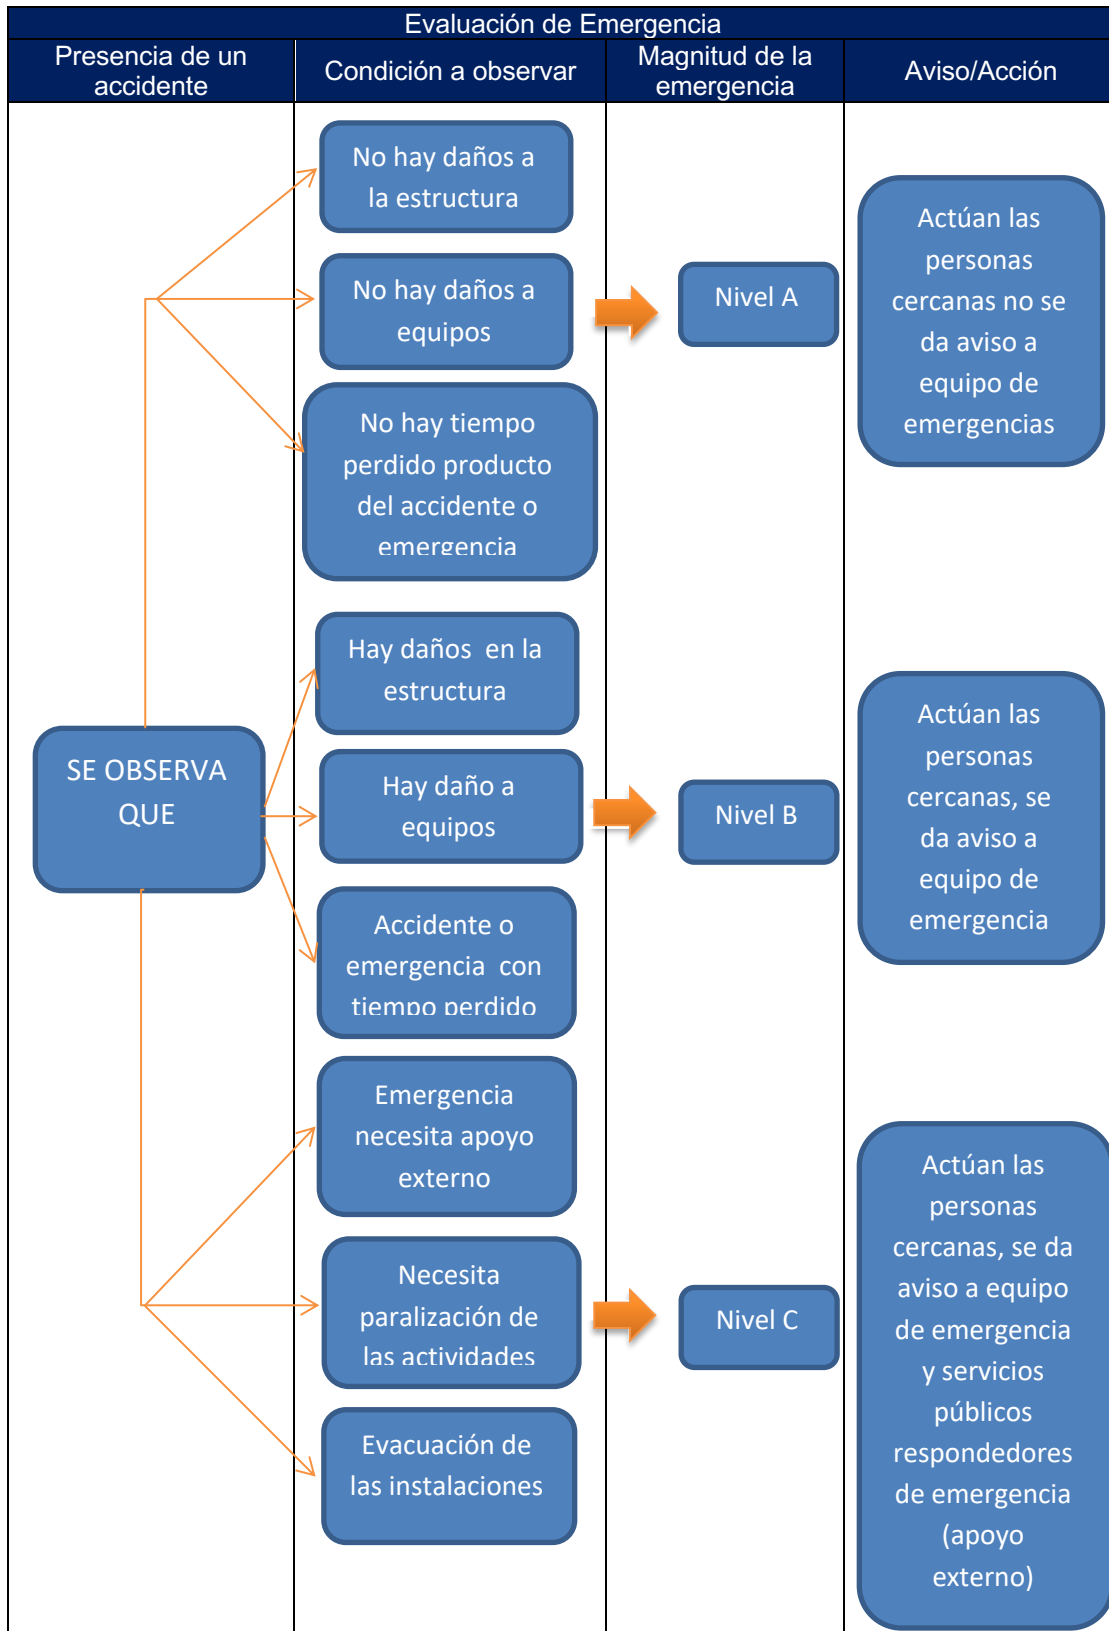 Evaluación de Emergencia
Presencia de un
accidente
Condición a observar
Magnitud de la
emergencia
Aviso/Acción
No hay daños a
la estructura
No hay daños a
equipos
No hay tiempo
perdido producto
del accidente o
emergencia
Nivel A
Actúan las
personas
cercanas no se
da aviso a
equipo de
emergencias
SE OBSERVA
QUE
Hay daños  en la
estructura
Hay daño a
equipos
Accidente o
emergencia  con
tiempo perdido
Nivel B
Actúan las
personas
cercanas, se
da aviso a
equipo de
emergencia
Emergencia
necesita apoyo
externo
Necesita
paralización de
las actividades
Evacuación de
las instalaciones
Nivel C
Actúan las
personas
cercanas, se da
aviso a equipo
de emergencia
y servicios
públicos
respondedores
de emergencia
(apoyo
externo)